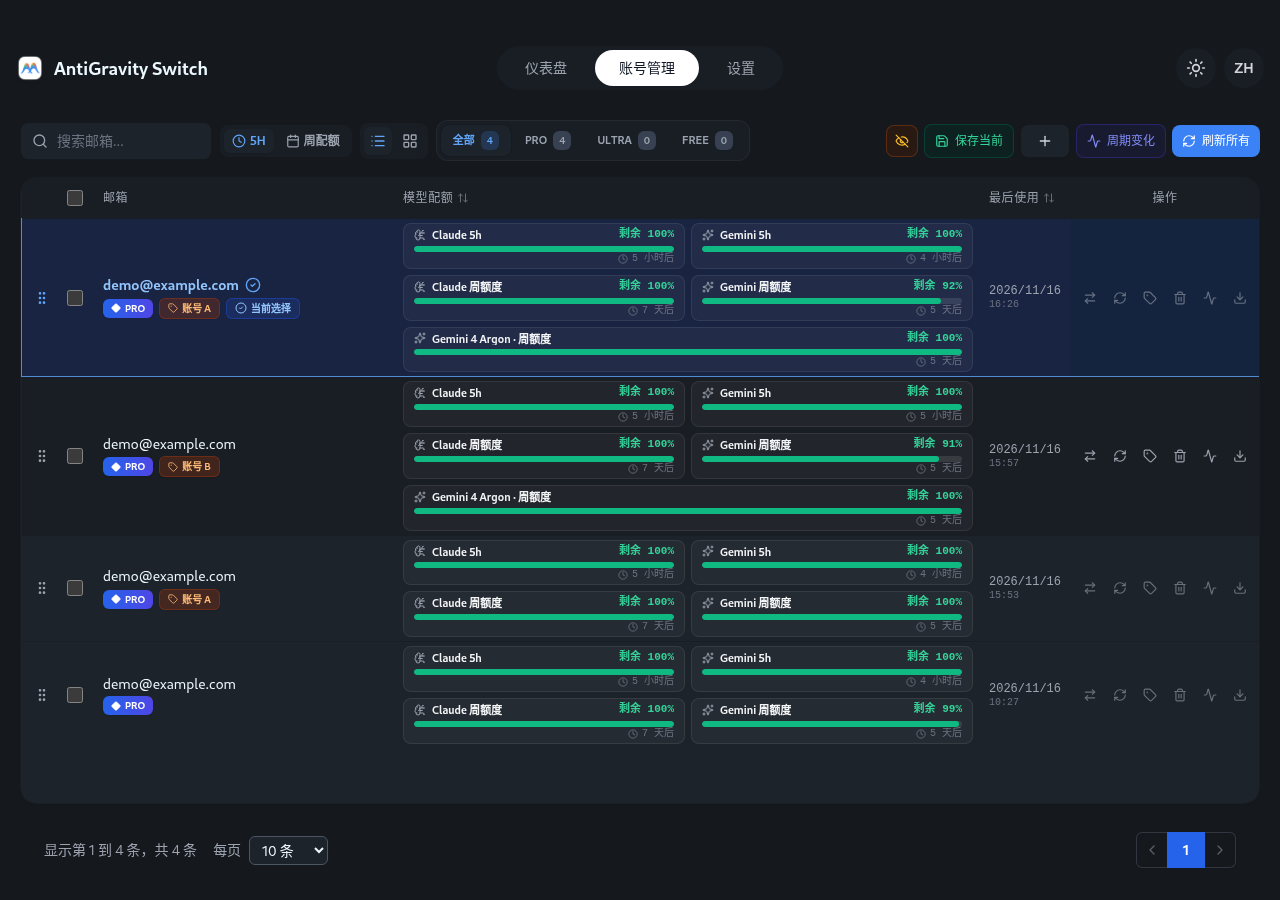 AntiGravity Switch
仪表盘 账号管理 设置
ZH
搜索邮箱...
5H 周配额
全部 4 PRO 4 ULTRA 0 FREE 0
保存当前 + 周期变化 刷新所有
邮箱 模型配额 最后使用 操作
demo@example.com
PRO 账号 A 当前选择
Claude 5h 剩余 100%
5 小时后
Gemini 5h 剩余 100%
4 小时后
Claude 周额度 剩余 100%
7 天后
Gemini 周额度 剩余 92%
5 天后
Gemini 4 Argon · 周额度 剩余 100%
5 天后
2026/11/16
16:26
demo@example.com
PRO 账号 B
Claude 5h 剩余 100%
5 小时后
Gemini 5h 剩余 100%
5 小时后
Claude 周额度 剩余 100%
7 天后
Gemini 周额度 剩余 91%
5 天后
Gemini 4 Argon · 周额度 剩余 100%
5 天后
2026/11/16
15:57
demo@example.com
PRO 账号 A
Claude 5h 剩余 100%
5 小时后
Gemini 5h 剩余 100%
4 小时后
Claude 周额度 剩余 100%
7 天后
Gemini 周额度 剩余 100%
5 天后
2026/11/16
15:53
demo@example.com
PRO
Claude 5h 剩余 100%
5 小时后
Gemini 5h 剩余 100%
4 小时后
Claude 周额度 剩余 100%
7 天后
Gemini 周额度 剩余 99%
5 天后
2026/11/16
10:27
显示第 1 到 4 条，共 4 条 每页 10 条
1